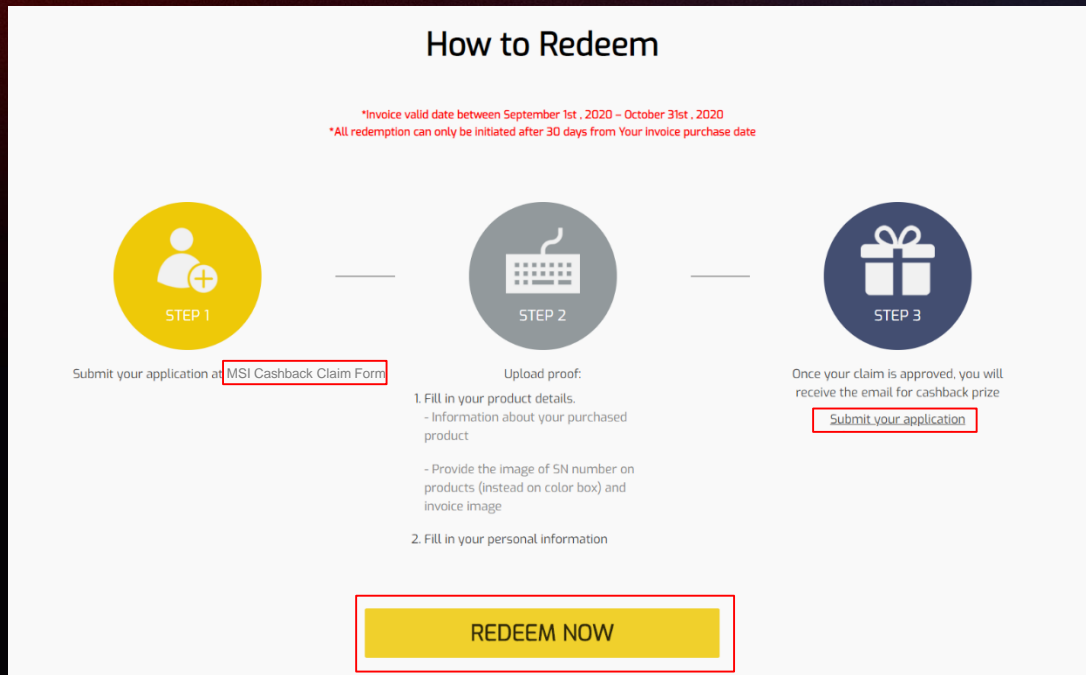 How to Redeem
*Invoice valid date between September 1st , 2020 – October 31st , 2020
*All redemption can only be initiated after 30 days from Your invoice purchase date
STEP 1
Submit your application at MSI Cashback Claim Form
STEP 2
Upload proof:
1. Fill in your product details.
- Information about your purchased
product
- Provide the image of SN number on
products (instead on color box) and
invoice image
2. Fill in your personal information
STEP 3
Once your claim is approved, you will
receive the email for cashback prize
Submit your application
REDEEM NOW